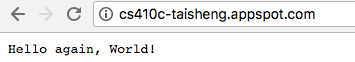 cs410c-taisheng.appspot.com
Hello again, World!